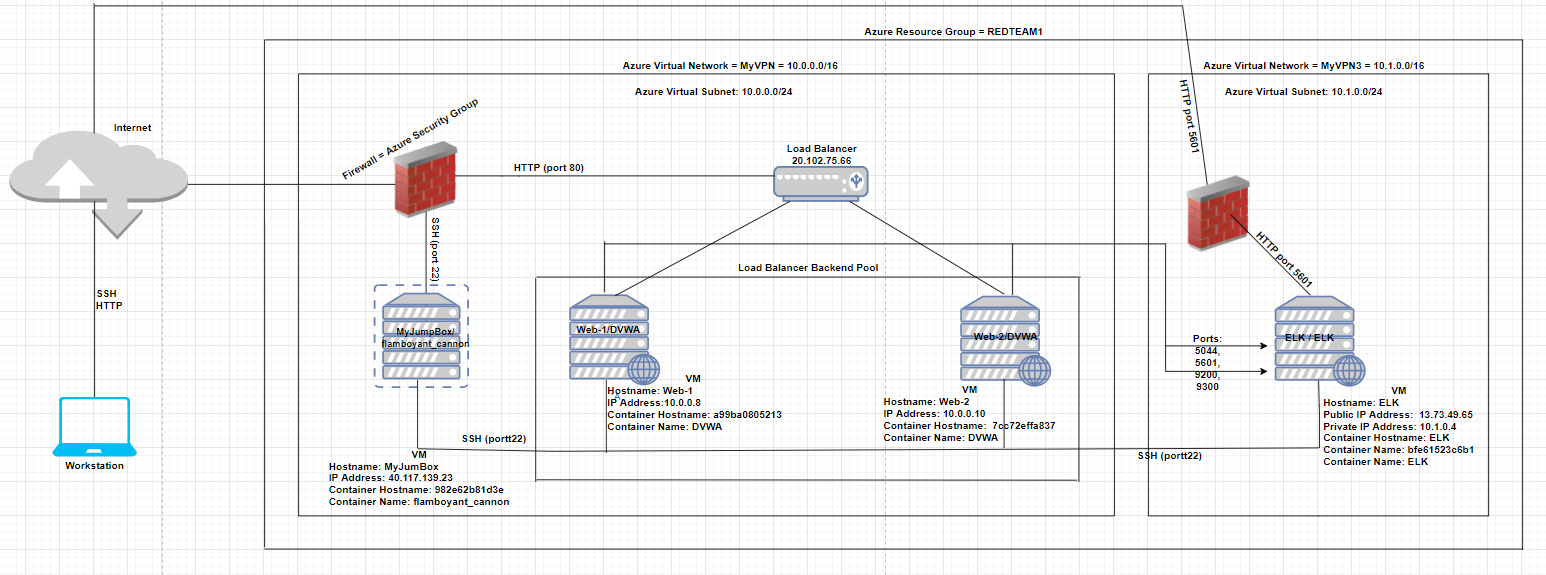 Azure Resource Group = REDTEAM1
Azure Virtual Network = MyVPN = 10.0.0.0/16
Azure Virtual Subnet: 10.0.0.0/24
Azure Virtual Network = MyVPN3 = 10.1.0.0/16
Azure Virtual Subnet: 10.1.0.0/24
HTTP port 5601
Internet
Firewall = Azure Security Group
HTTP (port 80)
Load Balancer
20.102.75.66
SSH (port 22)
HTTP port 5601
Load Balancer Backend Pool
SSH
HTTP
MyJumpBox/
flamboyant_cannon
Web-1/DVWA
Web-2/DVWA
Ports:
5044,
5601,
9200,
9300
ELK / ELK
VM
Hostname: Web-1
IP Address:10.0.0.8
Container Hostname: a99ba0805213
Container Name: DVWA
VM
Hostname: Web-2
IP Address: 10.0.0.10
Container Hostname: 7cc72effa837
Container Name: DVWA
VM
Hostname: ELK
Public IP Address: 13.73.49.65
Private IP Address: 10.1.0.4
Container Hostname: ELK
Container Name: bfe61523c6b1
Container Name: ELK
SSH (portt22)
SSH (portt22)
Workstation
VM
Hostname: MyJumBox
IP Address: 40.117.139.23
Container Hostname: 982e62b81d3e
Container Name: flamboyant_cannon